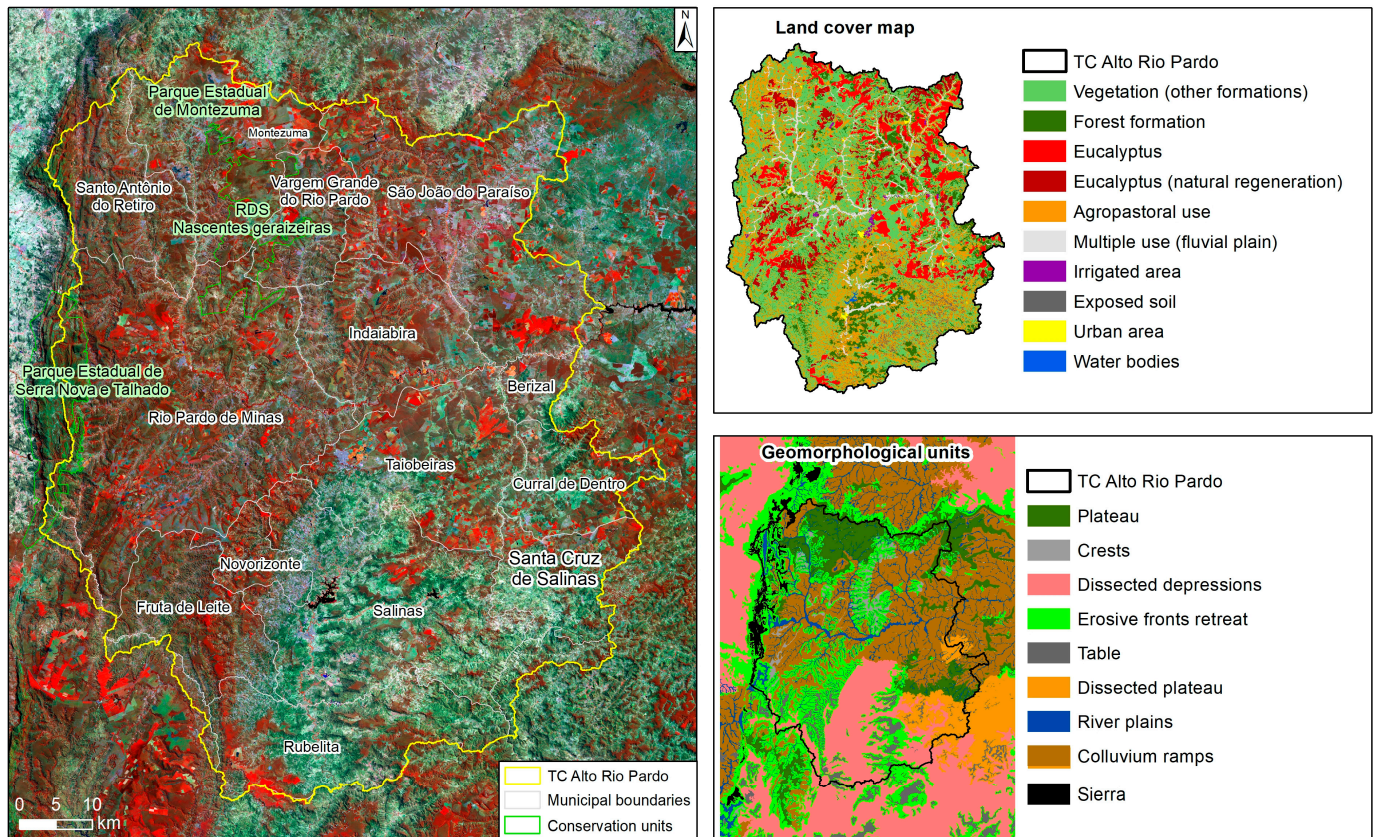 N
Parque Estadual
de Montezuma
Montezuma
Santo Antônio
do Retiro
Vargem Grande
do Rio Pardo
São João do Paraíso
RDS
Nascentes geraizeiras
Indaiabira
Parque Estadual de
Serra Nova e Talhado
Berizal
Rio Pardo de Minas
Taiobeiras
Curral de Dentro
Novorizonte
Santa Cruz
de Salinas
Fruta de Leite
Salinas
Rubelita
0 5 10
km
TC Alto Rio Pardo
Municipal boundaries
Conservation units
Land cover map
TC Alto Rio Pardo
Vegetation (other formations)
Forest formation
Eucalyptus
Eucalyptus (natural regeneration)
Agropastoral use
Multiple use (fluvial plain)
Irrigated area
Exposed soil
Urban area
Water bodies
Geomorphological units
TC Alto Rio Pardo
Plateau
Crests
Dissected depressions
Erosive fronts retreat
Table
Dissected plateau
River plains
Colluvium ramps
Sierra